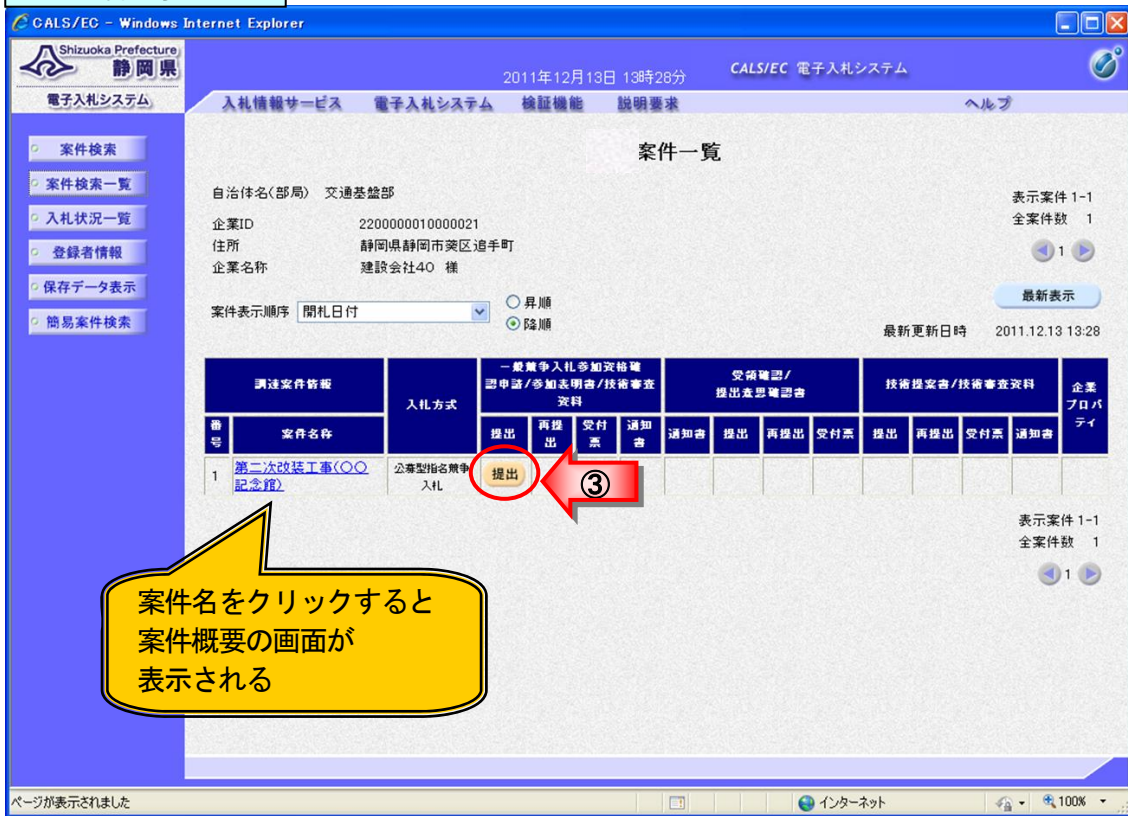 CALS/EC - Windows Internet Explorer
Shizuoka Prefecture
静岡県
電子入札システム
2011年12月13日 13時28分
CALS/EC 電子入札システム
入札情報サービス 電子入札システム 検証機能 説明要求 ヘルプ
案件検索
案件検索一覧
入札状況一覧
登録者情報
保存データ表示
簡易案件検索
案件一覧
自治体名(部局) 交通基盤部
企業ID 2200000010000021
住所 静岡県静岡市葵区追手町
企業名称 建設会社40 様
表示案件 1-1
全案件数 1
1
案件表示順序 開札日付
昇順
降順
最新表示
最新更新日時 2011.12.13 13:28
調達案件情報
入札方式
一般競争入札参加資格確認申請/参加表明書/技術審査資料
受領確認/提出意思確認書
技術提案書/技術審査資料
企業プロパティ
番号 案件名称 提出 再提出 受付票 通知書 通知書 提出 再提出 受付票 提出 再提出 受付票 通知書
1 第二次改装工事(〇〇記念館) 公募型指名競争入札 提出
③
表示案件 1-1
全案件数 1
1
案件名をクリックすると
案件概要の画面が
表示される
ページが表示されました
インターネット
100%